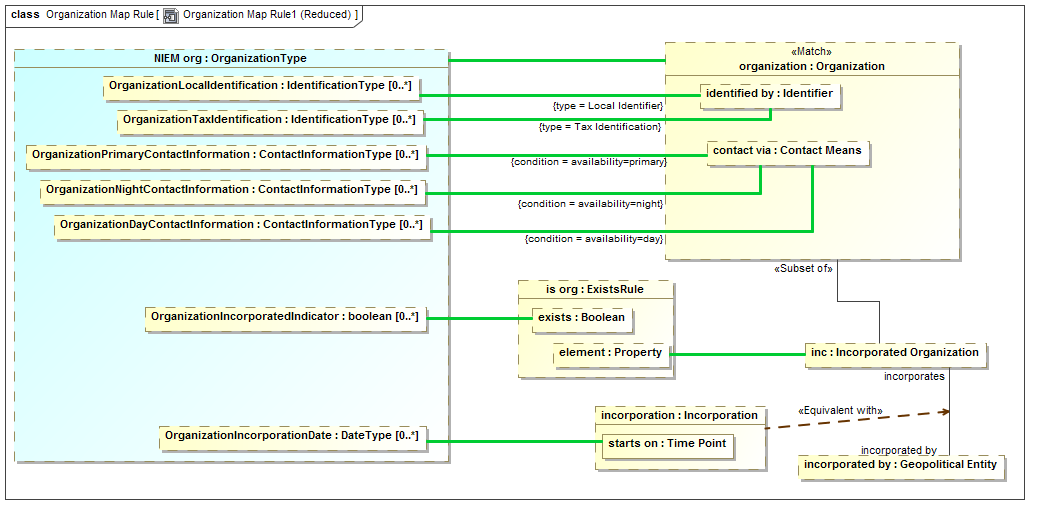 class Organization Map Rule [ Organization Map Rule1 (Reduced) ]
NIEM org : OrganizationType
OrganizationLocalIdentification : IdentificationType [0..*]
OrganizationTaxIdentification : IdentificationType [0..*]
OrganizationPrimaryContactInformation : ContactInformationType [0..*]
OrganizationNightContactInformation : ContactInformationType [0..*]
OrganizationDayContactInformation : ContactInformationType [0..*]
OrganizationIncorporatedIndicator : boolean [0..*]
OrganizationIncorporationDate : DateType [0..*]
{type = Local Identifier}
{type = Tax Identification}
{condition = availability=primary}
{condition = availability=night}
{condition = availability=day}
«Match»
organization : Organization
identified by : Identifier
contact via : Contact Means
«Subset of»
is org : ExistsRule
exists : Boolean
element : Property
inc : Incorporated Organization
incorporates
«Equivalent with»
incorporation : Incorporation
starts on : Time Point
incorporated by
incorporated by : Geopolitical Entity